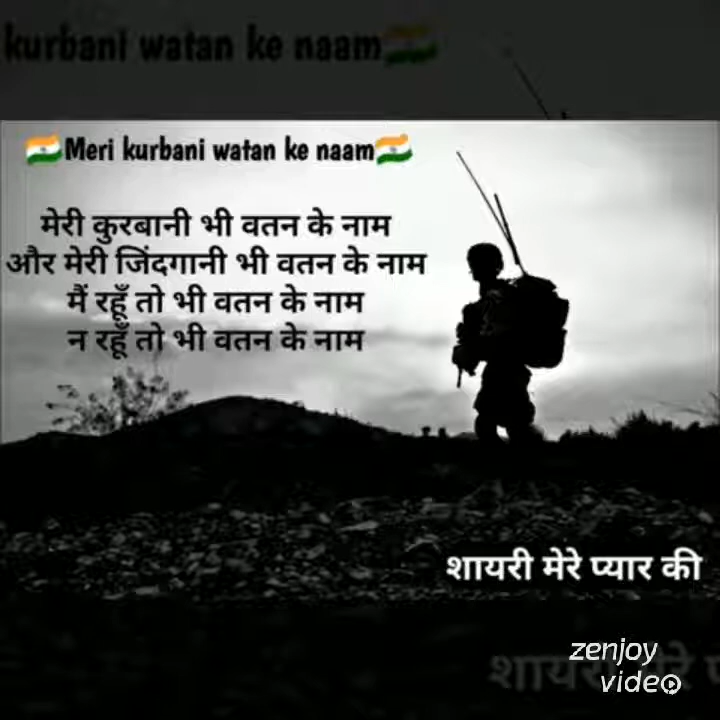 kurbani watan ke naam🇮🇳
🇮🇳Meri kurbani watan ke naam🇮🇳
मेरी कुरबानी भी वतन के नाम
और मेरी जिंदगानी भी वतन के नाम
मैं रहूँ तो भी वतन के नाम
न रहूँ तो भी वतन के नाम
शायरी मेरे प्यार की
zenjoy
video